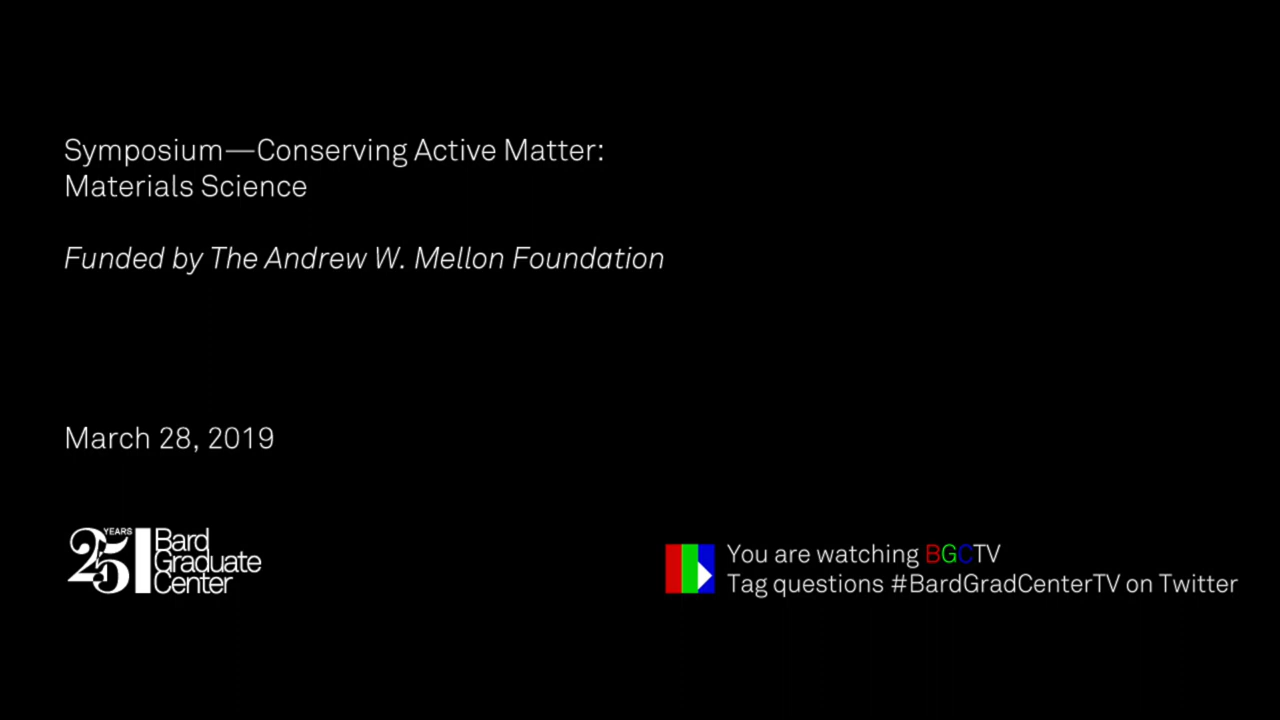 Symposium—Conserving Active Matter:
Materials Science
Funded by The Andrew W. Mellon Foundation
March 28, 2019
25 YEARS
Bard
Graduate
Center
You are watching BGCTV
Tag questions #BardGradCenterTV on Twitter